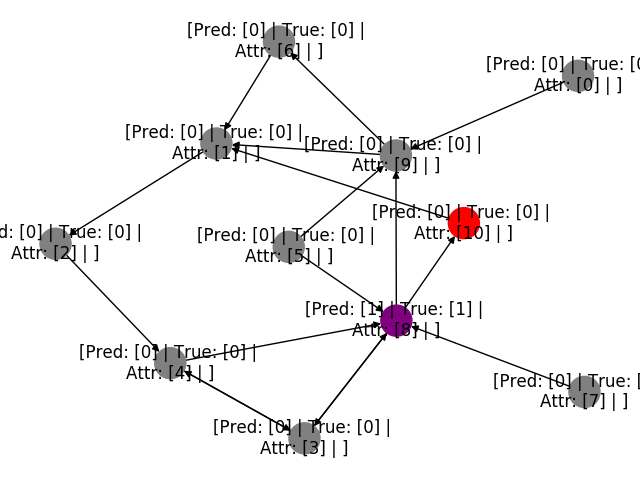 [Pred: [0] | True: [0] |
Attr: [6] | ]
[Pred: [0] | True: [0
Attr: [0] | ]
[Pred: [0] | True: [0] |
Attr: [1] | ]
[Pred: [0] | True: [0] |
Attr: [9] | ]
[Pred: [0] | True: [0] |
Attr: [10] | ]
d: [0] | True: [0] |
Attr: [2] | ]
[Pred: [0] | True: [0] |
Attr: [5] | ]
[Pred: [1] | True: [1] |
Attr: [8] | ]
[Pred: [0] | True: [0] |
Attr: [4] | ]
[Pred: [0] | True: [
Attr: [7] | ]
[Pred: [0] | True: [0] |
Attr: [3] | ]